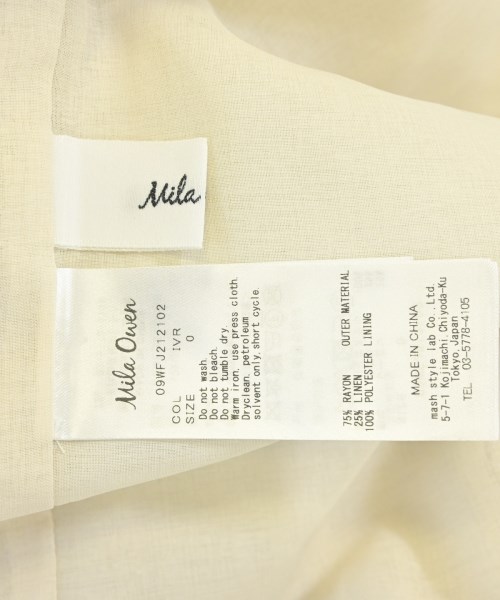 Mila
Mila Owen
09WFJ212102
COL IVR
SIZE 0
Do not wash.
Do not bleach.
Do not tumble dry.
Warm iron, use press cloth.
Dryclean, petroleum
solvent only, short cycle.
75% RAYON OUTER MATERIAL
25% LINEN
100% POLYESTER LINING
MADE IN CHINA
mash style lab Co., Ltd.
5-7-1 Kojimachi, Chiyoda-Ku
Tokyo, Japan
TEL 03-5778-4105